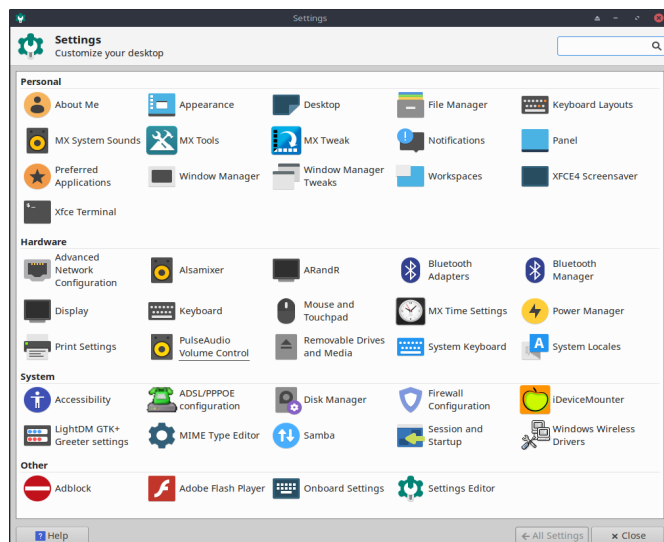 Settings
Settings
Customize your desktop
Personal
About Me
Appearance
Desktop
File Manager
Keyboard Layouts
MX System Sounds
MX Tools
MX Tweak
Notifications
Panel
Preferred
Applications
Window Manager
Window Manager
Tweaks
Workspaces
XFCE4 Screensaver
Xfce Terminal
Hardware
Advanced
Network
Configuration
Alsamixer
ARandR
Bluetooth
Adapters
Bluetooth
Manager
Display
Keyboard
Mouse and
Touchpad
MX Time Settings
Power Manager
Print Settings
PulseAudio
Volume Control
Removable Drives
and Media
System Keyboard
A
System Locales
System
Accessibility
ADSL/PPPOE
configuration
Disk Manager
Firewall
Configuration
iDeviceMounter
LightDM GTK+
Greeter settings
MIME Type Editor
Samba
Session and
Startup
Windows Wireless
Drivers
Other
Adblock
Adobe Flash Player
Onboard Settings
Settings Editor
? Help
← All Settings
× Close